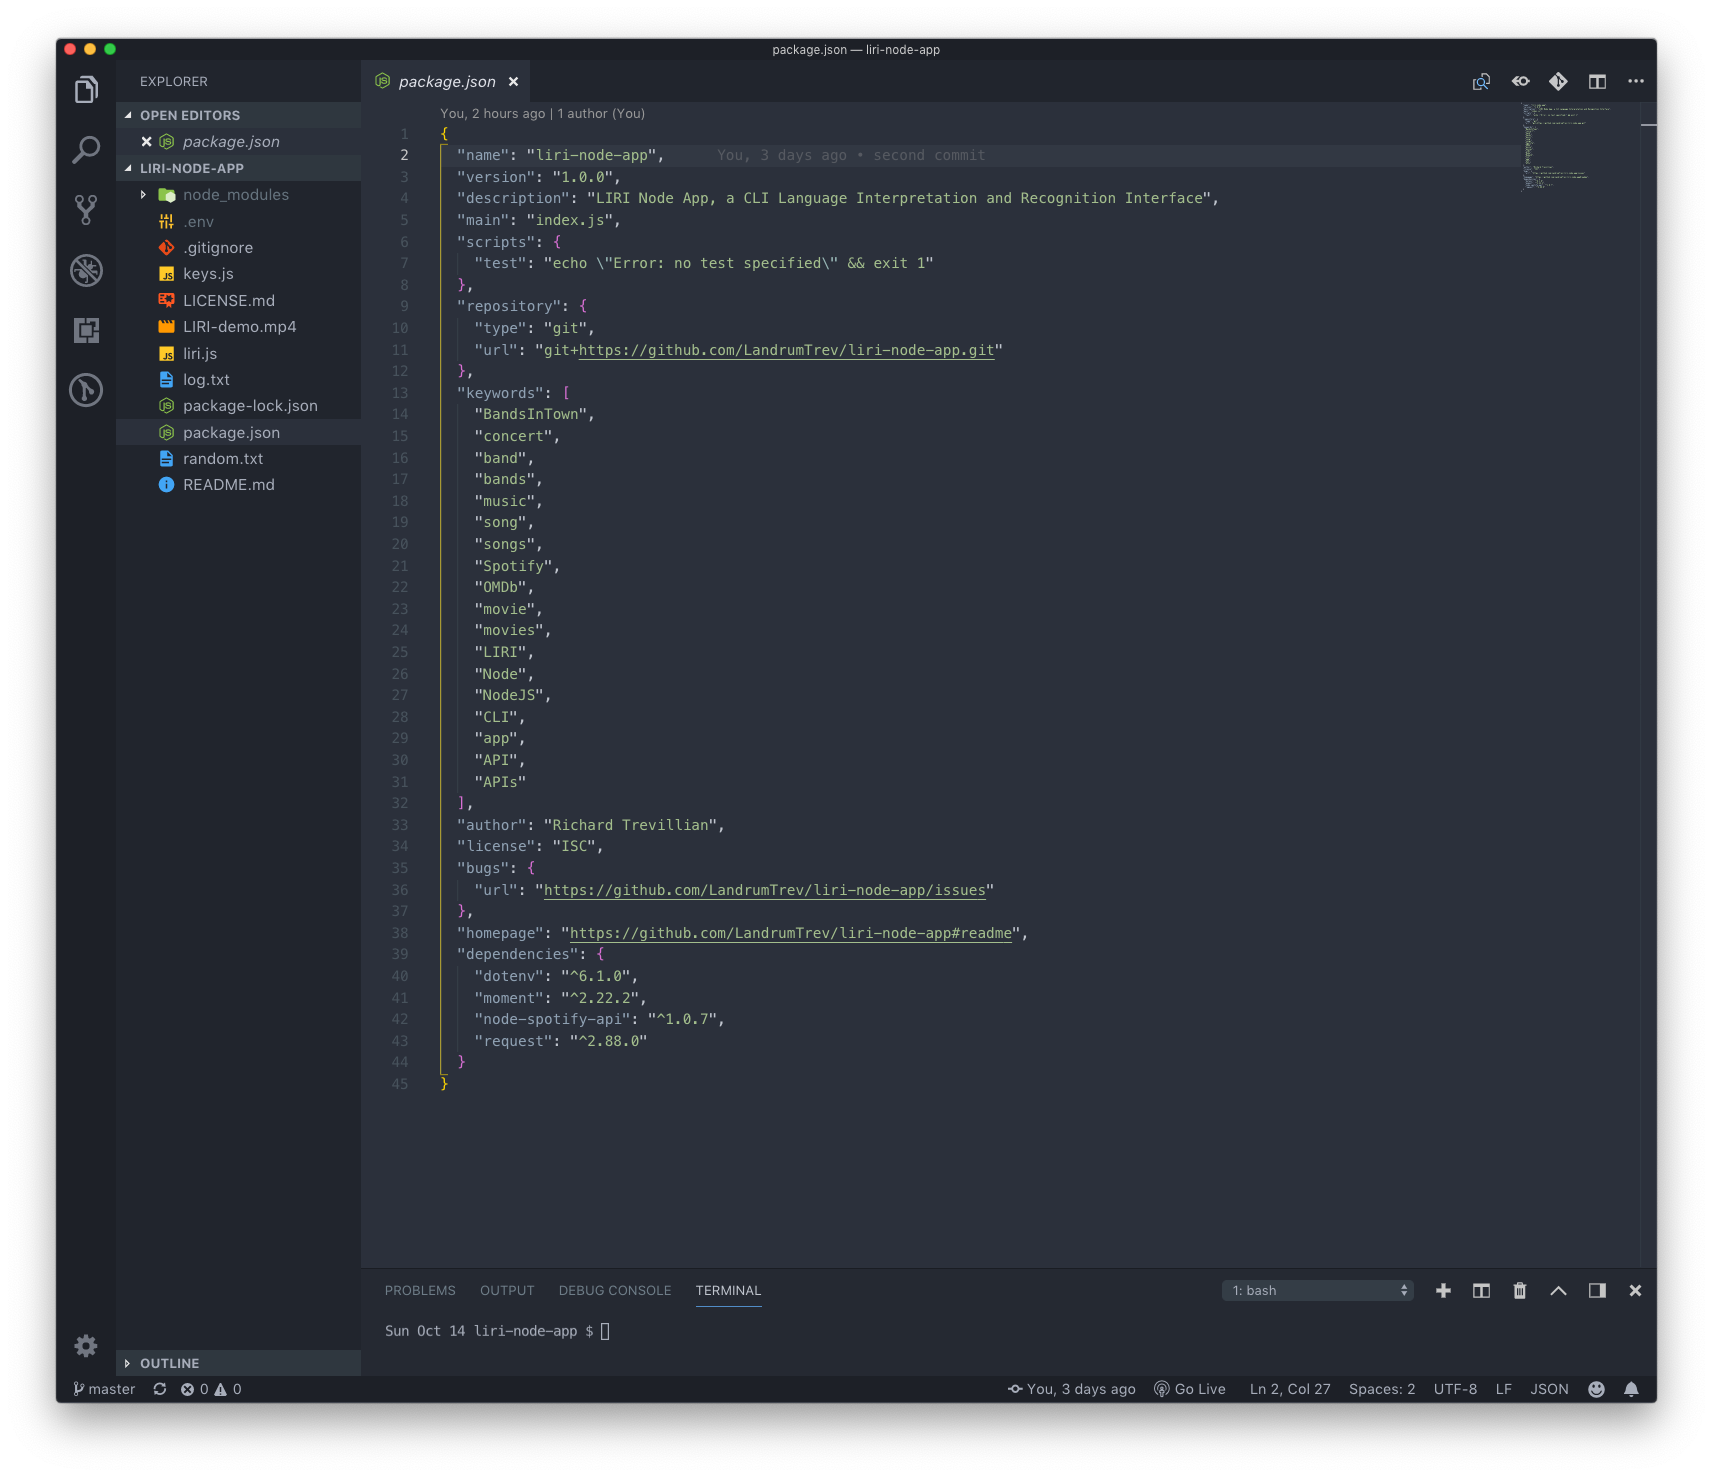 package.json — liri-node-app
EXPLORER
OPEN EDITORS
package.json
LIRI-NODE-APP
node_modules
.env
.gitignore
keys.js
LICENSE.md
LIRI-demo.mp4
liri.js
log.txt
package-lock.json
package.json
random.txt
README.md
OUTLINE
package.json
You, 2 hours ago | 1 author (You)
1 {
2 "name": "liri-node-app", You, 3 days ago • second commit
3 "version": "1.0.0",
4 "description": "LIRI Node App, a CLI Language Interpretation and Recognition Interface",
5 "main": "index.js",
6 "scripts": {
7 "test": "echo \"Error: no test specified\" && exit 1"
8 },
9 "repository": {
10 "type": "git",
11 "url": "git+https://github.com/LandrumTrev/liri-node-app.git"
12 },
13 "keywords": [
14 "BandsInTown",
15 "concert",
16 "band",
17 "bands",
18 "music",
19 "song",
20 "songs",
21 "Spotify",
22 "OMDb",
23 "movie",
24 "movies",
25 "LIRI",
26 "Node",
27 "NodeJS",
28 "CLI",
29 "app",
30 "API",
31 "APIs"
32 ],
33 "author": "Richard Trevillian",
34 "license": "ISC",
35 "bugs": {
36 "url": "https://github.com/LandrumTrev/liri-node-app/issues"
37 },
38 "homepage": "https://github.com/LandrumTrev/liri-node-app#readme",
39 "dependencies": {
40 "dotenv": "^6.1.0",
41 "moment": "^2.22.2",
42 "node-spotify-api": "^1.0.7",
43 "request": "^2.88.0"
44 }
45 }
PROBLEMS OUTPUT DEBUG CONSOLE TERMINAL 1: bash
Sun Oct 14 liri-node-app $
master 0 0 You, 3 days ago Go Live Ln 2, Col 27 Spaces: 2 UTF-8 LF JSON